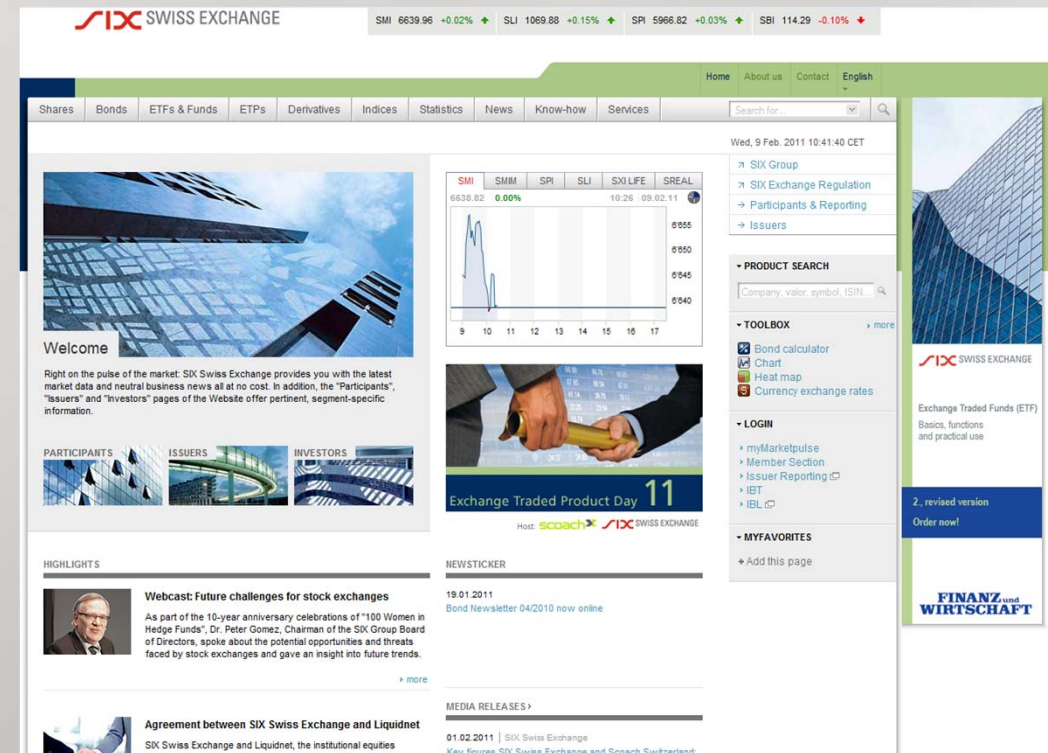 SIX SWISS EXCHANGE
SMI 6639.96 +0.02% SLI 1069.88 +0.15% SPI 5966.82 +0.03% SBI 114.29 -0.10%
Home About us Contact English
Shares Bonds ETFs & Funds ETPs Derivatives Indices Statistics News Know-how Services
Search for...
Wed, 9 Feb. 2011 10:41:40 CET
SIX Group
SIX Exchange Regulation
Participants & Reporting
Issuers
Welcome
Right on the pulse of the market: SIX Swiss Exchange provides you with the latest
market data and neutral business news all at no cost. In addition, the "Participants",
"Issuers" and "Investors" pages of the Website offer pertinent, segment-specific
information.
PARTICIPANTS ISSUERS INVESTORS
SMI SMIM SPI SLI SXI LIFE SREAL
6638.82 0.00% 10:26 09.02.11
6'655
6'650
6'645
6'640
9 10 11 12 13 14 15 16 17
Exchange Traded Product Day 11
Host: scoach SIX SWISS EXCHANGE
PRODUCT SEARCH
Company, valor, symbol, ISIN...
TOOLBOX more
Bond calculator
Chart
Heat map
Currency exchange rates
LOGIN
myMarketpulse
Member Section
Issuer Reporting
IBT
IBL
MYFAVORITES
Add this page
SIX SWISS EXCHANGE
Exchange Traded Funds (ETF)
Basics, functions
and practical use
2., revised version
Order now!
FINANZ und
WIRTSCHAFT
HIGHLIGHTS
Webcast: Future challenges for stock exchanges
As part of the 10-year anniversary celebrations of "100 Women in
Hedge Funds", Dr. Peter Gomez, Chairman of the SIX Group Board
of Directors, spoke about the potential opportunities and threats
faced by stock exchanges and gave an insight into future trends.
more
Agreement between SIX Swiss Exchange and Liquidnet
SIX Swiss Exchange and Liquidnet, the institutional equities
NEWSTICKER
19.01.2011
Bond Newsletter 04/2010 now online
MEDIA RELEASES
01.02.2011 | SIX Swiss Exchange
Key figures SIX Swiss Exchange and Scoach Switzerland: